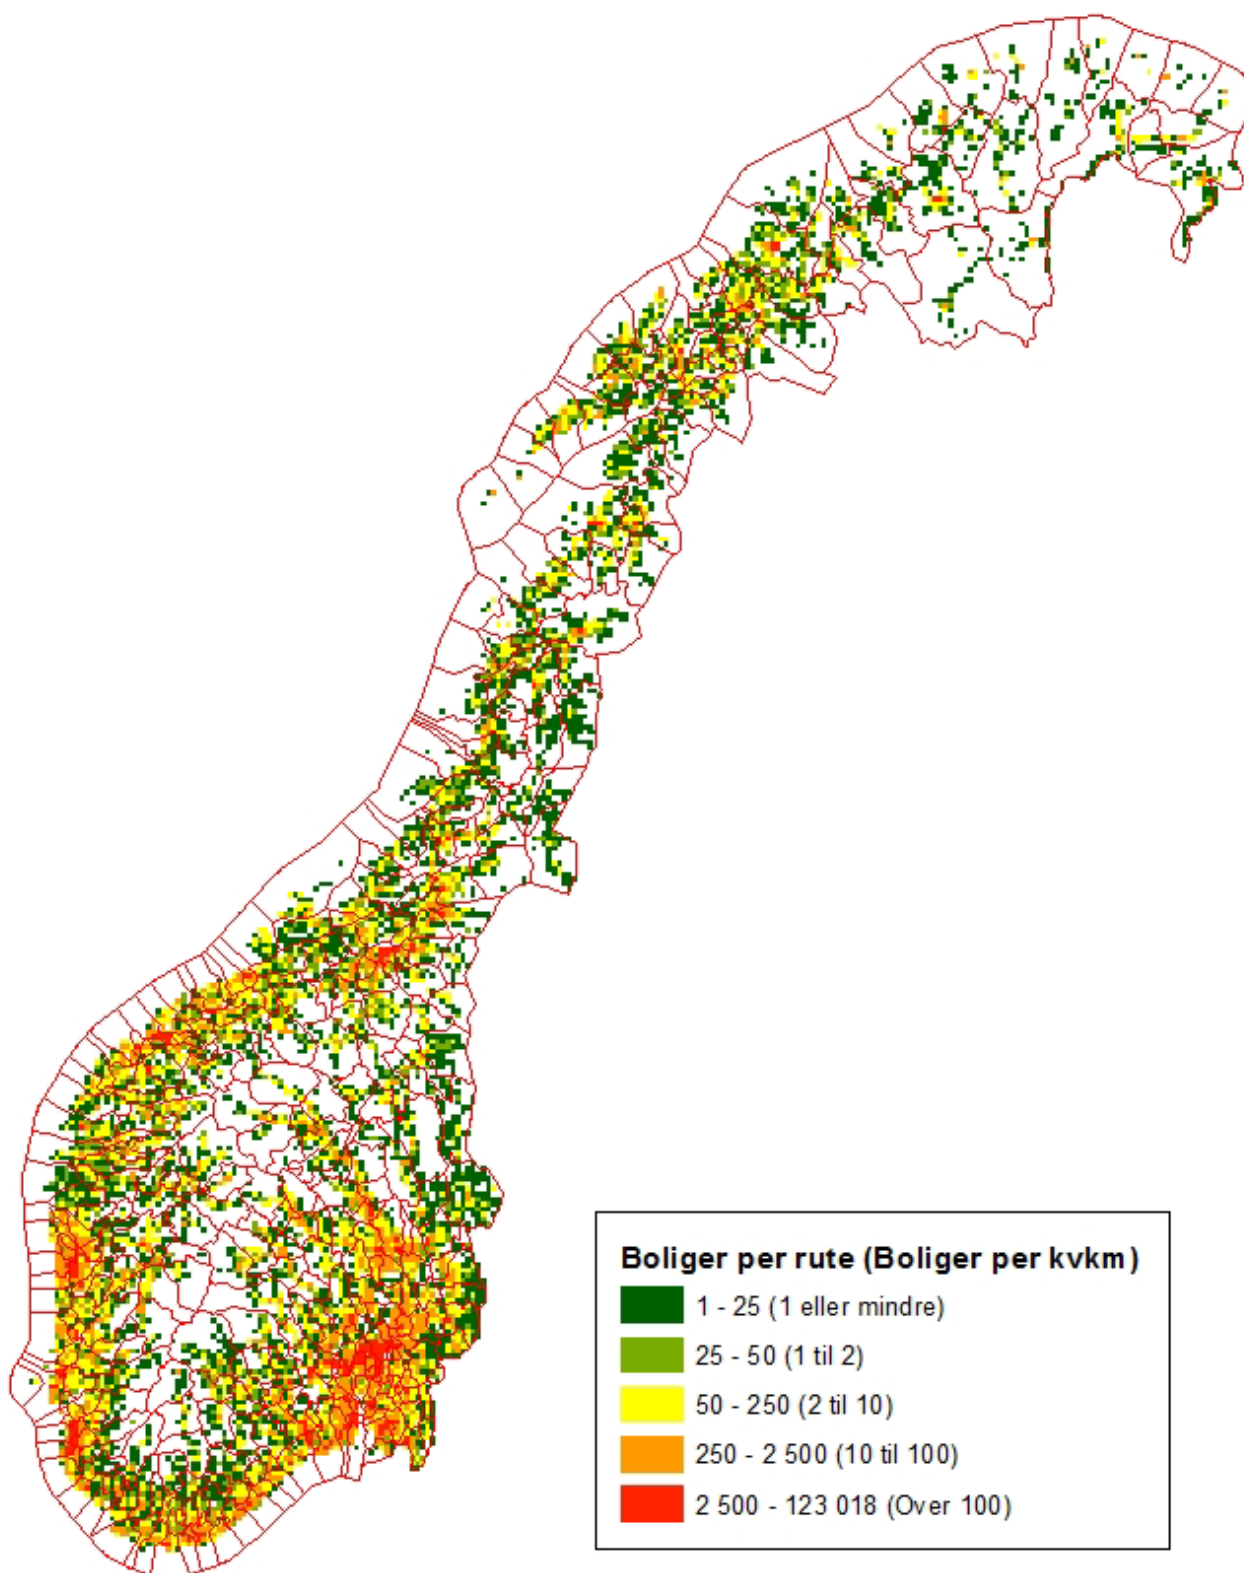 Boliger per rute (Boliger per kvkm)
1 - 25 (1 eller mindre)
25 - 50 (1 til 2)
50 - 250 (2 til 10)
250 - 2 500 (10 til 100)
2 500 - 123 018 (Over 100)